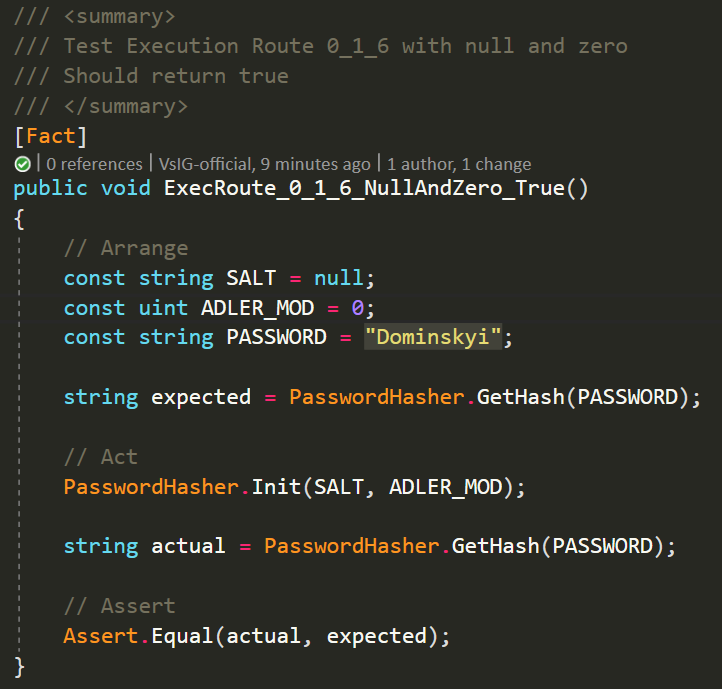 /// <summary>
/// Test Execution Route 0_1_6 with null and zero
/// Should return true
/// </summary>
[Fact]
0 references | VsIG-official, 9 minutes ago | 1 author, 1 change
public void ExecRoute_0_1_6_NullAndZero_True()
{
// Arrange
const string SALT = null;
const uint ADLER_MOD = 0;
const string PASSWORD = "Dominskyi";
string expected = PasswordHasher.GetHash(PASSWORD);
// Act
PasswordHasher.Init(SALT, ADLER_MOD);
string actual = PasswordHasher.GetHash(PASSWORD);
// Assert
Assert.Equal(actual, expected);
}